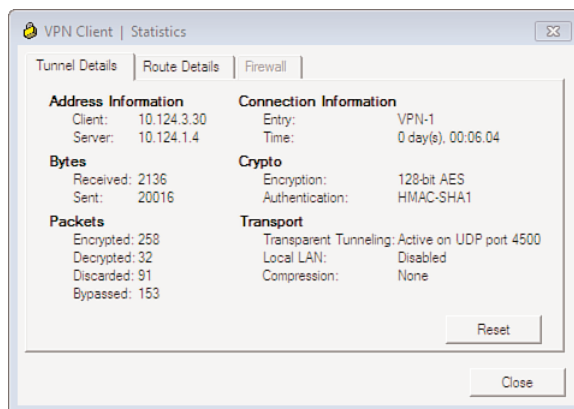 VPN Client | Statistics
Tunnel Details Route Details Firewall
Address Information
Client: 10.124.3.30
Server: 10.124.1.4
Connection Information
Entry: VPN-1
Time: 0 day(s), 00:06.04
Bytes
Received: 2136
Sent: 20016
Crypto
Encryption: 128-bit AES
Authentication: HMAC-SHA1
Packets
Encrypted: 258
Decrypted: 32
Discarded: 91
Bypassed: 153
Transport
Transparent Tunneling: Active on UDP port 4500
Local LAN: Disabled
Compression: None
Reset
Close